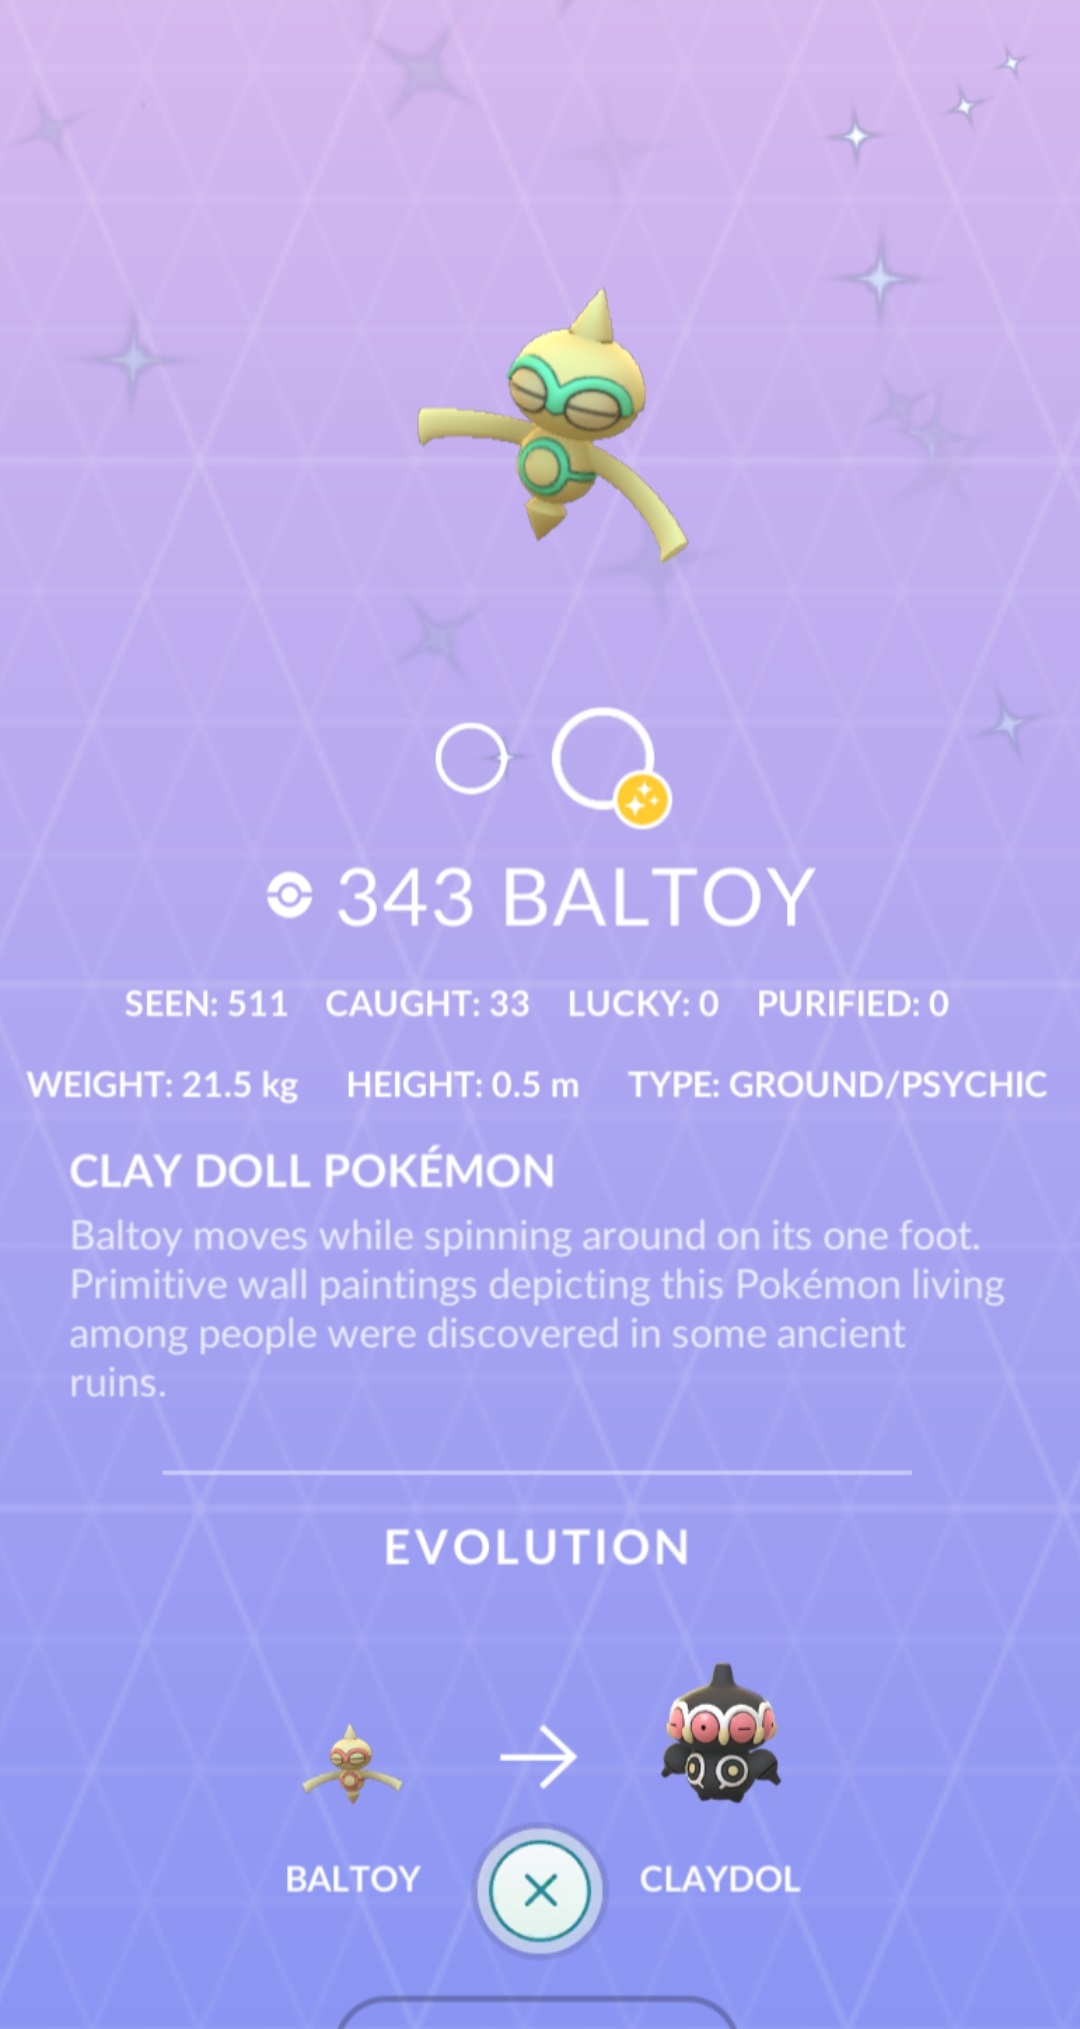 343 BALTOY
SEEN: 511 CAUGHT: 33 LUCKY: 0 PURIFIED: 0
WEIGHT: 21.5 kg HEIGHT: 0.5 m TYPE: GROUND/PSYCHIC
CLAY DOLL POKÉMON
Baltoy moves while spinning around on its one foot.
Primitive wall paintings depicting this Pokémon living
among people were discovered in some ancient
ruins.
EVOLUTION
BALTOY CLAYDOL